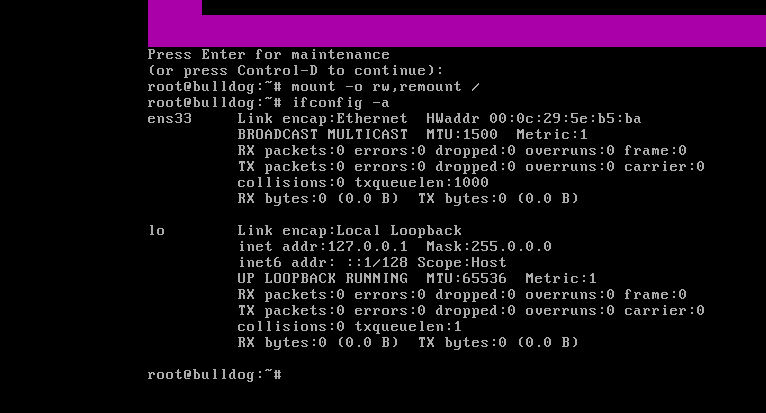 Press Enter for maintenance
(or press Control-D to continue):
root@bulldog:~# mount -o rw,remount /
root@bulldog:~# ifconfig -a
ens33     Link encap:Ethernet  HWaddr 00:0c:29:5e:b5:ba
          BROADCAST MULTICAST  MTU:1500  Metric:1
          RX packets:0 errors:0 dropped:0 overruns:0 frame:0
          TX packets:0 errors:0 dropped:0 overruns:0 carrier:0
          collisions:0 txqueuelen:1000
          RX bytes:0 (0.0 B)  TX bytes:0 (0.0 B)

lo        Link encap:Local Loopback
          inet addr:127.0.0.1  Mask:255.0.0.0
          inet6 addr: ::1/128 Scope:Host
          UP LOOPBACK RUNNING  MTU:65536  Metric:1
          RX packets:0 errors:0 dropped:0 overruns:0 frame:0
          TX packets:0 errors:0 dropped:0 overruns:0 carrier:0
          collisions:0 txqueuelen:1
          RX bytes:0 (0.0 B)  TX bytes:0 (0.0 B)

root@bulldog:~#